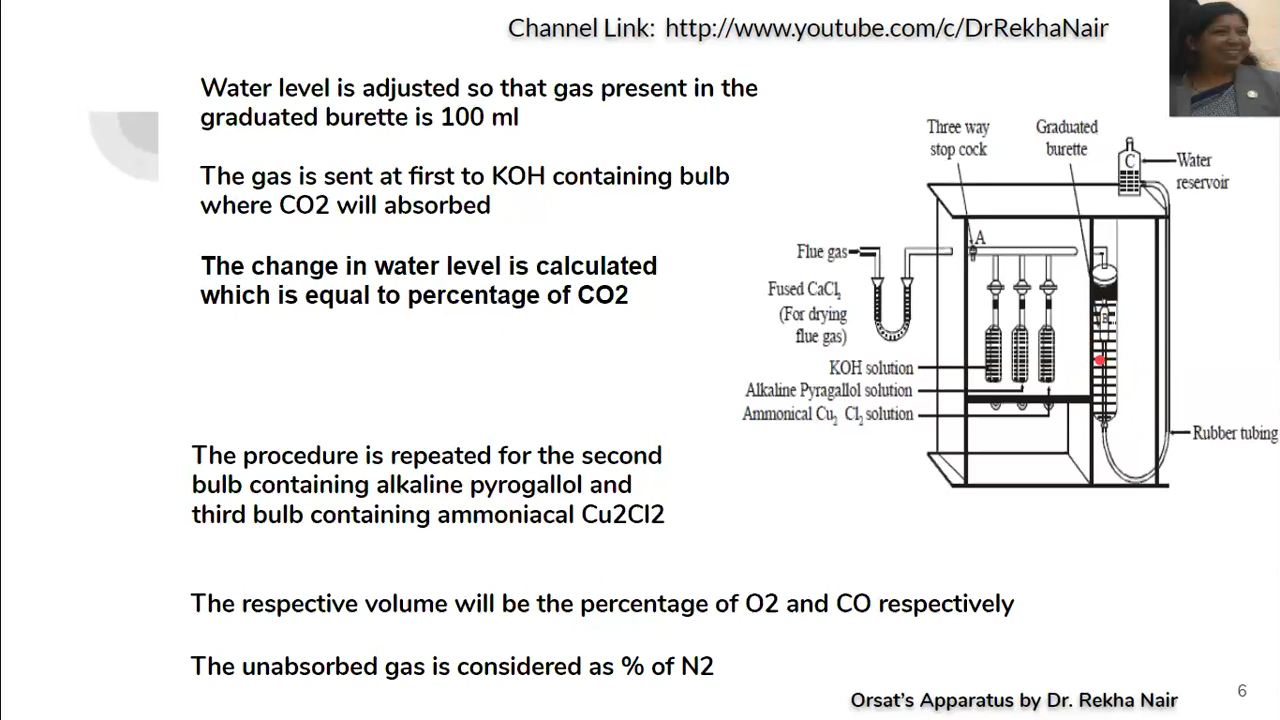 Channel Link: http://www.youtube.com/c/DrRekhaNair
Water level is adjusted so that gas present in the
graduated burette is 100 ml
The gas is sent at first to KOH containing bulb
where CO2 will absorbed
The change in water level is calculated
which is equal to percentage of CO2
Three way
stop cock
Graduated
burette
C
Water
reservoir
A
Flue gas
Fused CaCl2
(For drying
flue gas)
B
KOH solution
Alkaline Pyragallol solution
Ammonical Cu2 Cl2 solution
Rubber tubing
The procedure is repeated for the second
bulb containing alkaline pyrogallol and
third bulb containing ammoniacal Cu2Cl2
The respective volume will be the percentage of O2 and CO respectively
The unabsorbed gas is considered as % of N2
Orsat's Apparatus by Dr. Rekha Nair
6